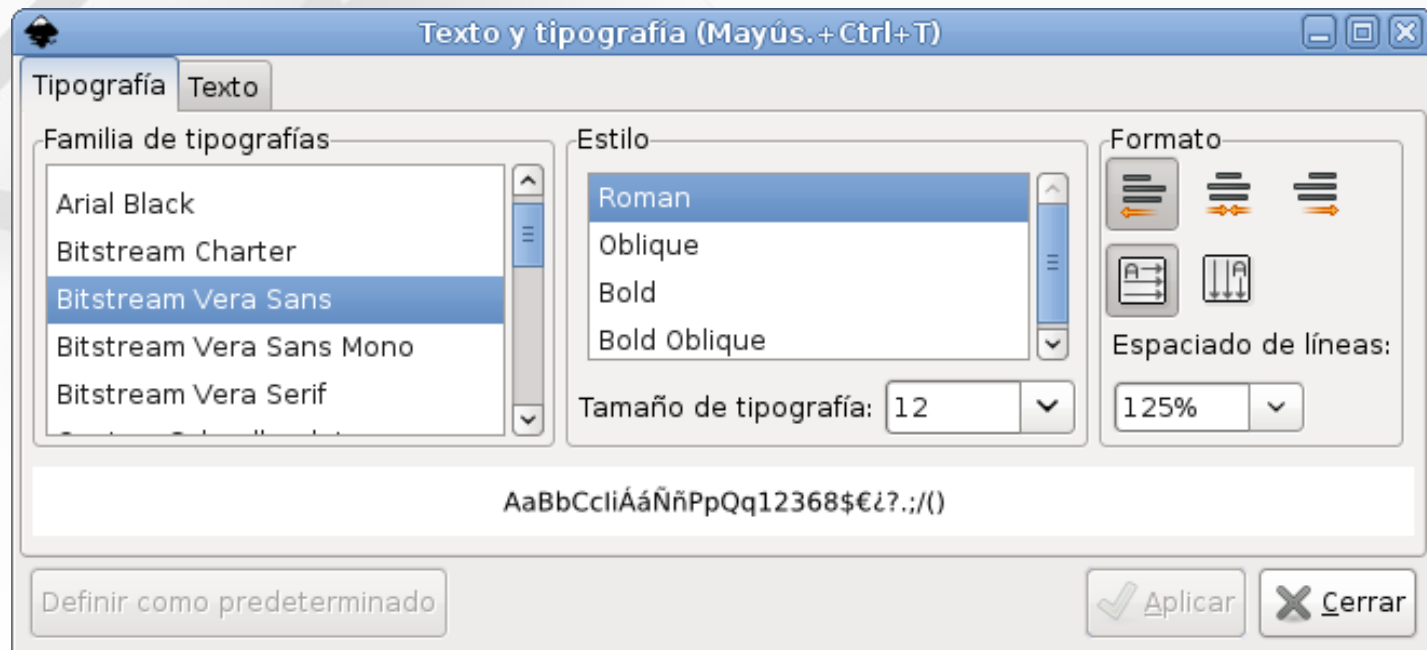 Texto y tipografía (Mayús.+Ctrl+T)
Tipografía Texto
Familia de tipografías
Arial Black
Bitstream Charter
Bitstream Vera Sans
Bitstream Vera Sans Mono
Bitstream Vera Serif
Estilo
Roman
Oblique
Bold
Bold Oblique
Tamaño de tipografía: 12
Formato
Espaciado de líneas:
125%
AaBbCcIiÁáÑñPpQq12368$€¿?.;/()
Definir como predeterminado
Aplicar
Cerrar